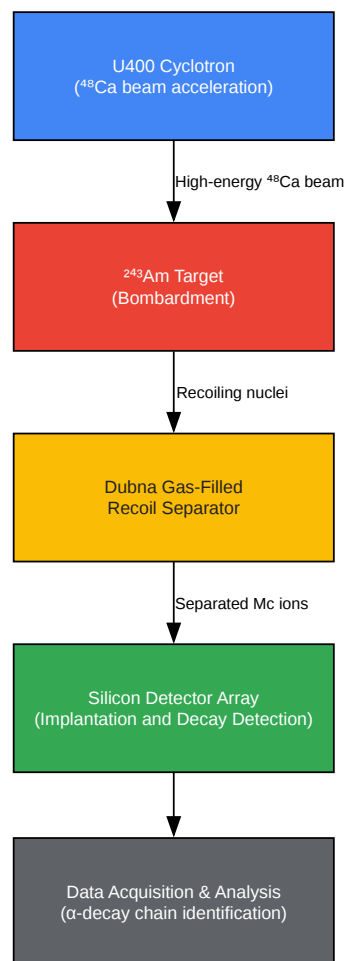 U400 Cyclotron
(⁴⁸Ca beam acceleration)
High-energy ⁴⁸Ca beam
²⁴³Am Target
(Bombardment)
Recoiling nuclei
Dubna Gas-Filled
Recoil Separator
Separated Mc ions
Silicon Detector Array
(Implantation and Decay Detection)
Data Acquisition & Analysis
(α-decay chain identification)